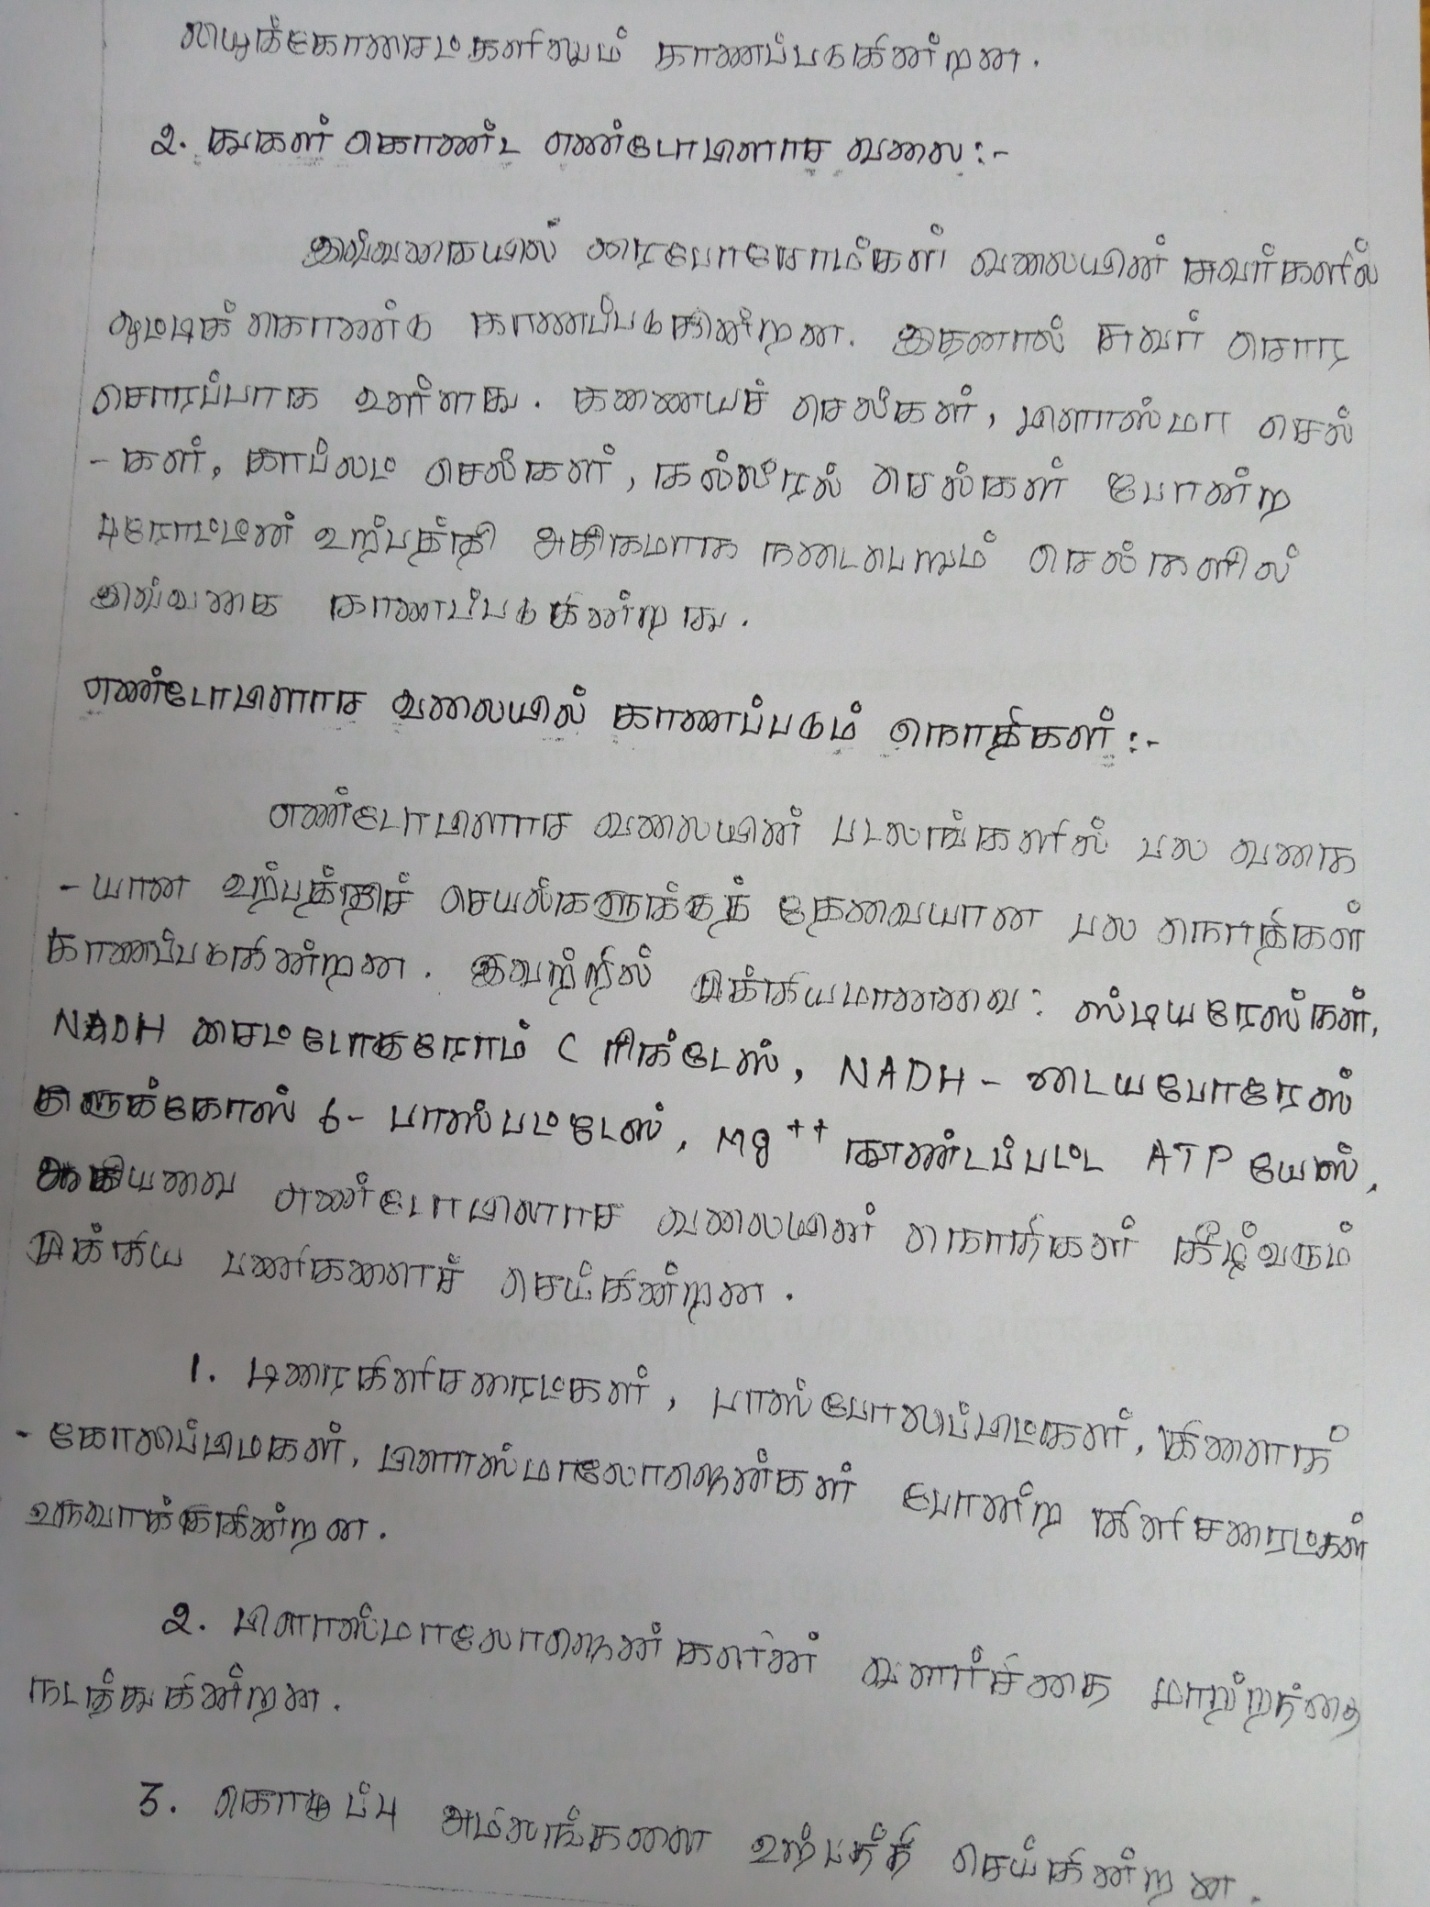 லியுக்கோசைட்களிலும் காணப்படுகின்றன.
2. துகள் கொண்ட எண்டோபிளாச வலை:-
இவ்வகையில் ரைபோசோம்கள் வலையின் சுவர்களில்
ஒட்டிக் கொண்டு காணப்படுகின்றன. இதனால் சுவர் சொர
சொரப்பாக உள்ளது. கணையச் செல்கள், பிளாஸ்மா செல்
- கள், காப்லட் செல்கள், கல்லீரல் செல்கள் போன்ற
புரோட்டீன் உற்பத்தி அதிகமாக நடைபெறும் செல்களில்
இவ்வகை காணப்படுகின்றது.
எண்டோபிளாச வலையில் காணப்படும் நொதிகள்:-
எண்டோபிளாச வலையின் படலங்களில் பல வகை
- யான உற்பத்திச் செயல்களுக்குத் தேவையான பல நொதிகள்
காணப்படுகின்றன. இவற்றில் முக்கியமானவை: ஸ்டியரேஸ்கள்,
NADH சைட்டோகுரோம் C ரிக்டேஸ், NADH - டையபோரேஸ்
குளுக்கோஸ் 6- பாஸ்பட்டேஸ், Mg ++ தூண்டப்பட்ட ATP யேஸ்,
ஆகியவை எண்டோபிலாச வலையின் நொதிகள் கீழ்வரும்
முக்கிய பணிகளைச் செய்கின்றன.
1. டிரைகிளிசரைட்கள், பாஸ்போலிப்பிட்கள், கிளைக்
- கோலிப்பிட்கள், பிளாஸ்மாலோஜென்கள் போன்ற கிளிசரைட்கள்
உருவாக்குகின்றன.
2. பிளாஸ்மாலோஜென்களின் வளர்சிதை மாற்றத்தை
நடத்துகின்றன.
3. கொழுப்பு அமிலங்களை உற்பத்தி செய்கின்றன.